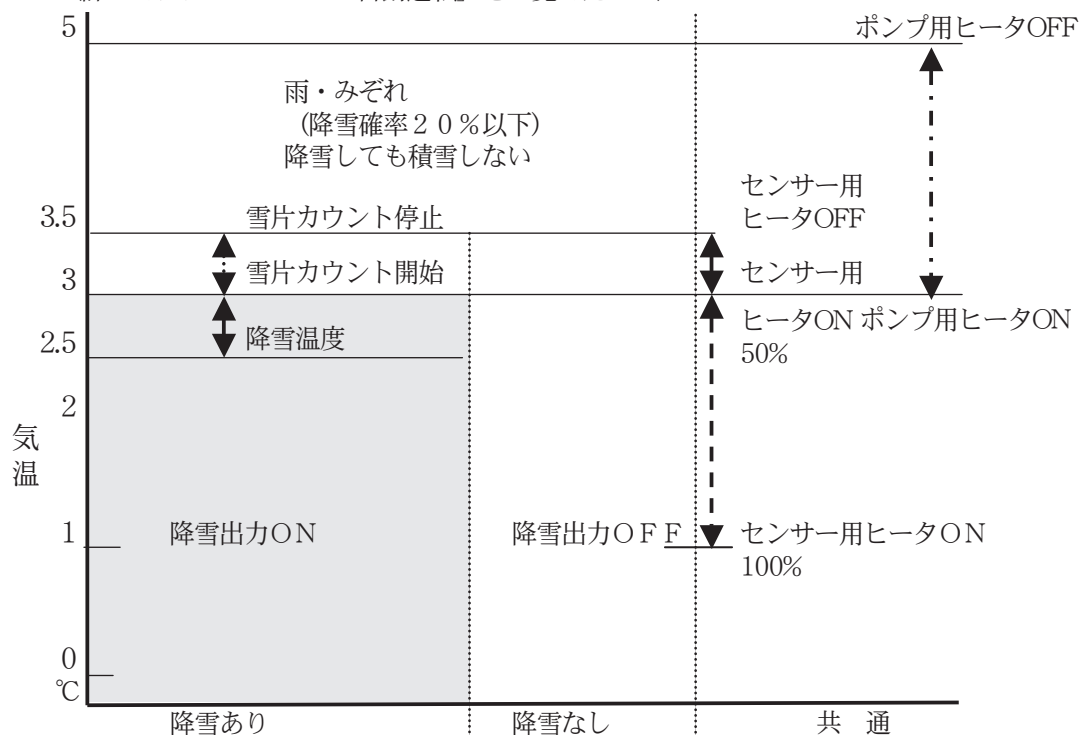 5
ポンプ用ヒータOFF
雨・みぞれ
(降雪確率20%以下)
降雪しても積雪しない
センサー用
ヒータOFF
3.5
雪片カウント停止
3
雪片カウント開始
センサー用
ヒータON ポンプ用ヒータON
50%
2.5
降雪温度
2
気
温
1
降雪出力ON
降雪出力OFF
センサー用ヒータON
100%
0
℃
降雪あり
降雪なし
共 通